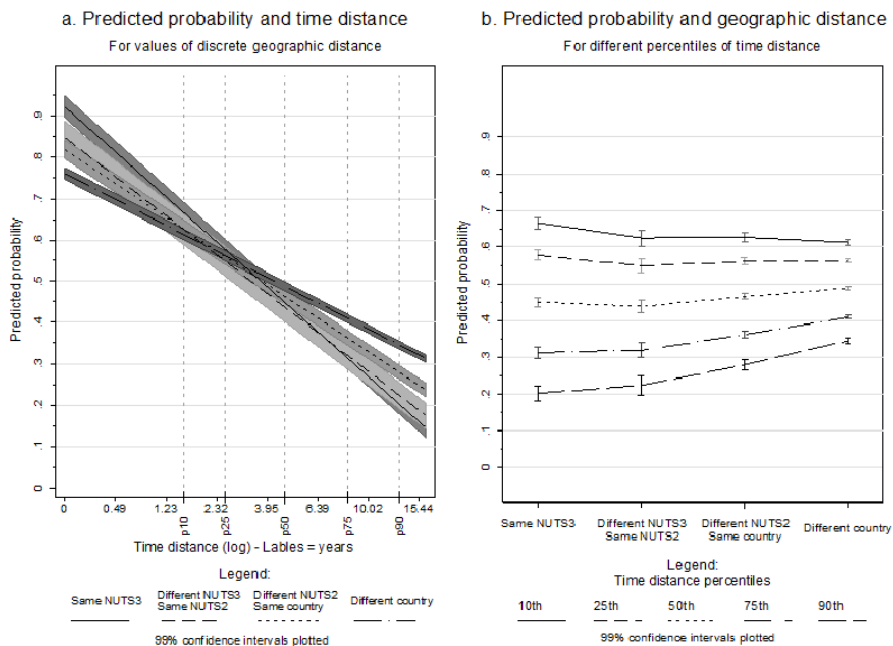 a. Predicted probability and time distance
For values of discrete geographic distance
Predicted probability
.9
.8
.7
.6
.5
.4
.3
.2
.1
0
0 0.49 1.23 2.32 3.95 6.39 10.02 15.44
p10 p25 p50 p75 p90
Time distance (log) - Lables = years
Legend:
Same NUTS3
Different NUTS3
Same NUTS2
Different NUTS2
Same country
Different country
99% confidence intervals plotted
b. Predicted probability and geographic distance
For different percentiles of time distance
Predicted probability
.9
.8
.7
.6
.5
.4
.3
.2
.1
0
Same NUTS3
Different NUTS3
Same NUTS2
Different NUTS2
Same country
Different country
Legend:
Time distance percentiles
10th 25th 50th 75th 90th
99% confidence intervals plotted